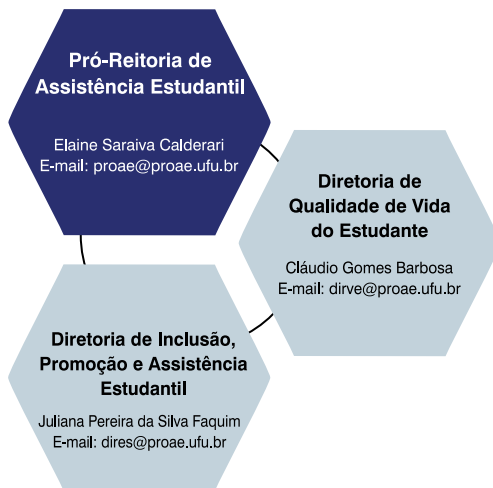 Pró-Reitoria de
Assistência Estudantil
Elaine Saraiva Calderari
E-mail: proae@proae.ufu.br
Diretoria de
Qualidade de Vida
do Estudante
Cláudio Gomes Barbosa
E-mail: dirve@proae.ufu.br
Diretoria de Inclusão,
Promoção e Assistência
Estudantil
Juliana Pereira da Silva Faquim
E-mail: dires@proae.ufu.br